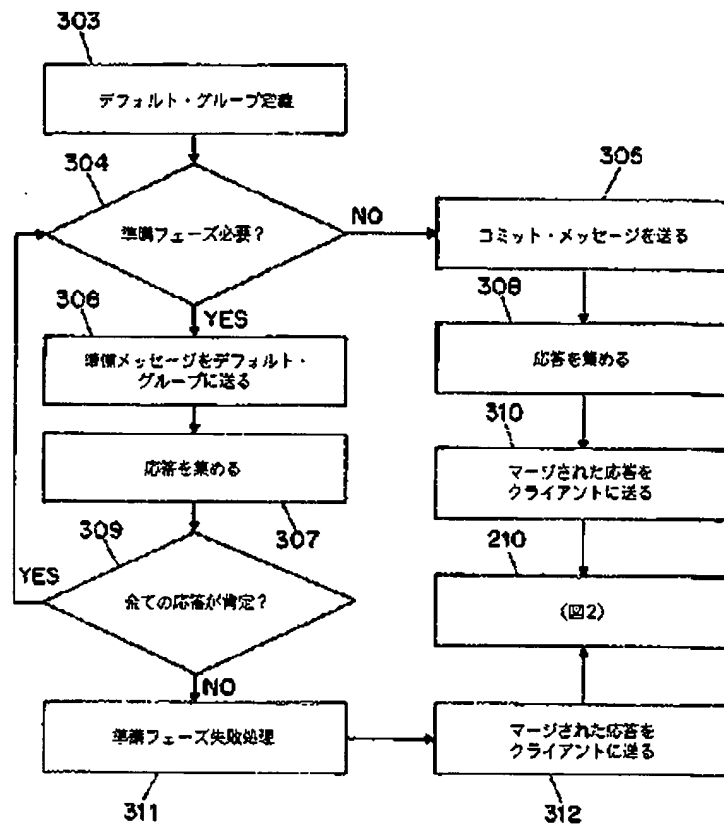 303
デフォルト・グループ定義
304
準備フェーズ必要?
NO
305
コミット・メッセージを送る
YES
306
準備メッセージをデフォルト・
グループに送る
308
応答を集める
応答を集める
307
310
マージされた応答を
クライアントに送る
309
YES
全ての応答が肯定?
210
(図2)
NO
準備フェーズ失敗処理
311
マージされた応答を
クライアントに送る
312